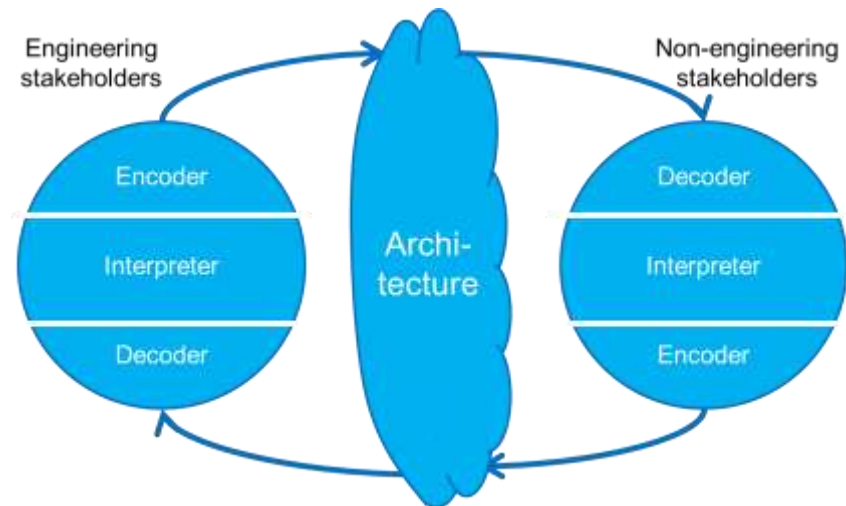 Engineering
stakeholders
Non-engineering
stakeholders
Encoder
Interpreter
Decoder
Archi-
tecture
Decoder
Interpreter
Encoder